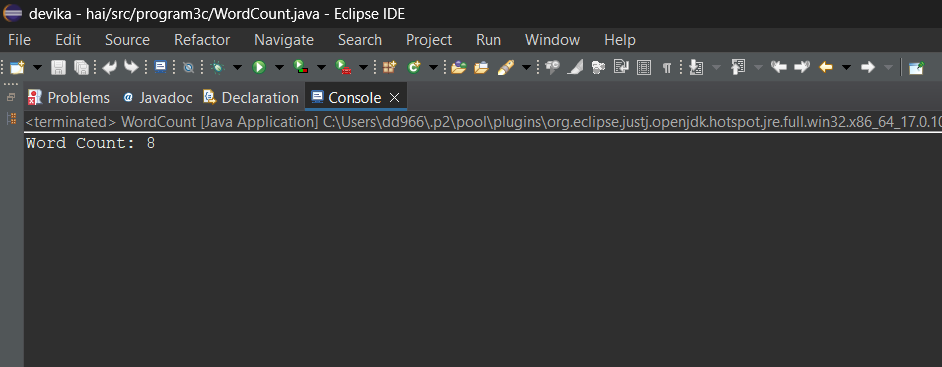 devika - hai/src/program3c/WordCount.java - Eclipse IDE
File Edit Source Refactor Navigate Search Project Run Window Help
Problems @ Javadoc Declaration Console
<terminated> WordCount [Java Application] C:\Users\dd966\.p2\pool\plugins\org.eclipse.justj.openjdk.hotspot.jre.full.win32.x86_64_17.0.10
Word Count: 8